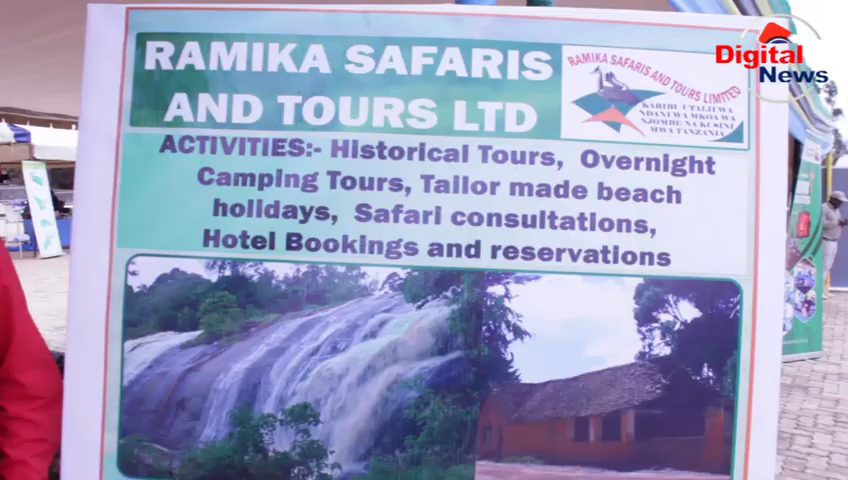 RAMIKA SAFARIS
AND TOURS LTD
RAMIKA SAFARIS AND TOURS LIMITED
KARIBU UTALII WA
NDANI WA MKOA WA
NJOMBE NA KUSINI
MWA TANZANIA
ACTIVITIES:- Historical Tours, Overnight
Camping Tours, Tailor made beach
holidays, Safari consultations,
Hotel Bookings and reservations
Digital
News